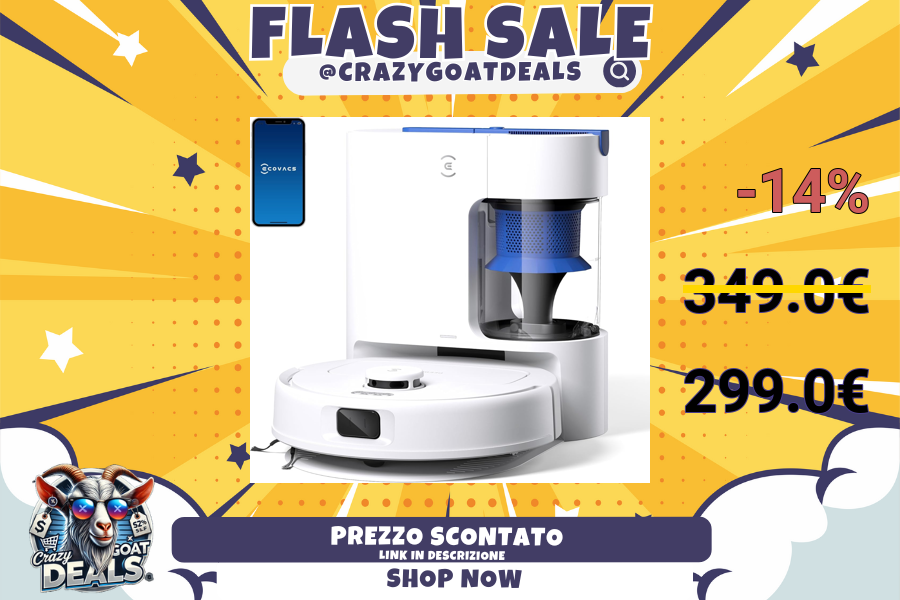 FLASH SALE
@CRAZYGOATDEALS
ECOVACS
-14%
349.0€
299.0€
$
52%
Crazy
GOAT
DEALS
PREZZO SCONTATO
LINK IN DESCRIZIONE
SHOP NOW